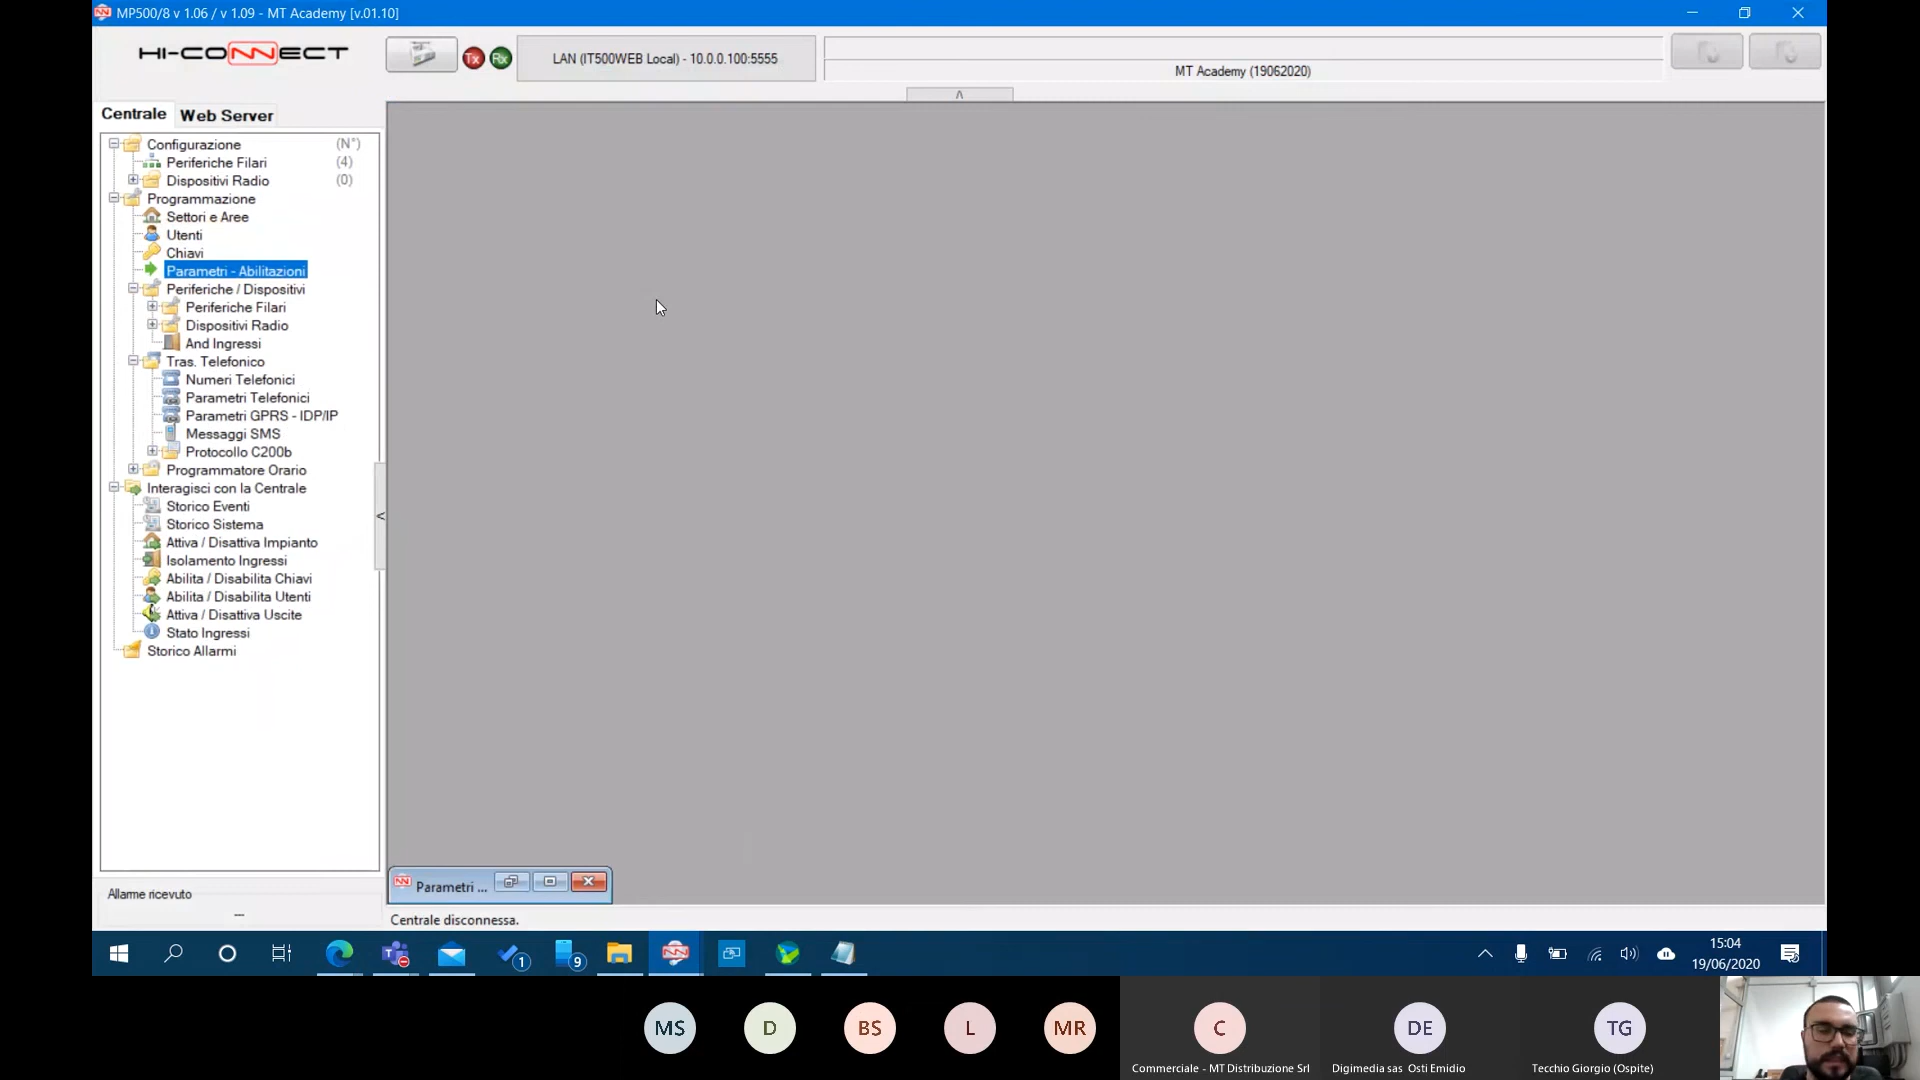 MP500/8 v 1.06 / v 1.09 - MT Academy [v.01.10]
HI-CONNECT
Tx
Rx
LAN (IT500WEB Local) - 10.0.0.100:5555
MT Academy (19062020)
Centrale
Web Server
Configurazione (N°)
Periferiche Filari (4)
Dispositivi Radio (0)
Programmazione
Settori e Aree
Utenti
Chiavi
Parametri - Abilitazioni
Periferiche / Dispositivi
Periferiche Filari
Dispositivi Radio
And Ingressi
Tras. Telefonico
Numeri Telefonici
Parametri Telefonici
Parametri GPRS - IDP/IP
Messaggi SMS
Protocollo C200b
Programmatore Orario
Interagisci con la Centrale
Storico Eventi
Storico Sistema
Attiva / Disattiva Impianto
Isolamento Ingressi
Abilita / Disabilita Chiavi
Abilita / Disabilita Utenti
Attiva / Disattiva Uscite
Stato Ingressi
Storico Allarmi
Allarme ricevuto
---
Parametri ...
Centrale disconnessa.
1
9
15:04
19/06/2020
MS
D
BS
L
MR
C
DE
TG
Commerciale - MT Distribuzione Srl
Digimedia sas Osti Emidio
Tecchio Giorgio (Ospite)